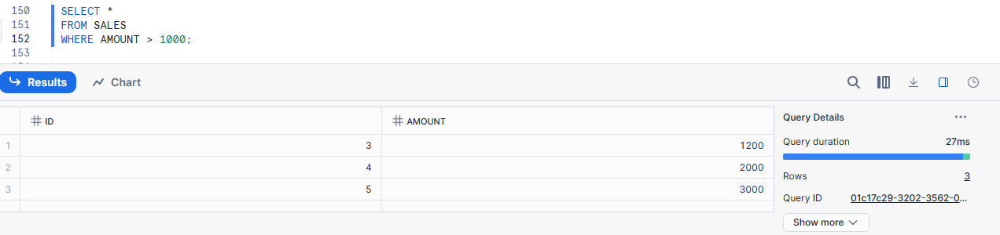 150 SELECT *
151 FROM SALES
152 WHERE AMOUNT > 1000;
153
Results Chart
ID AMOUNT
1 3 1200
2 4 2000
3 5 3000
Query Details ...
Query duration 27ms
Rows 3
Query ID 01c17c29-3202-3562-0...
Show more